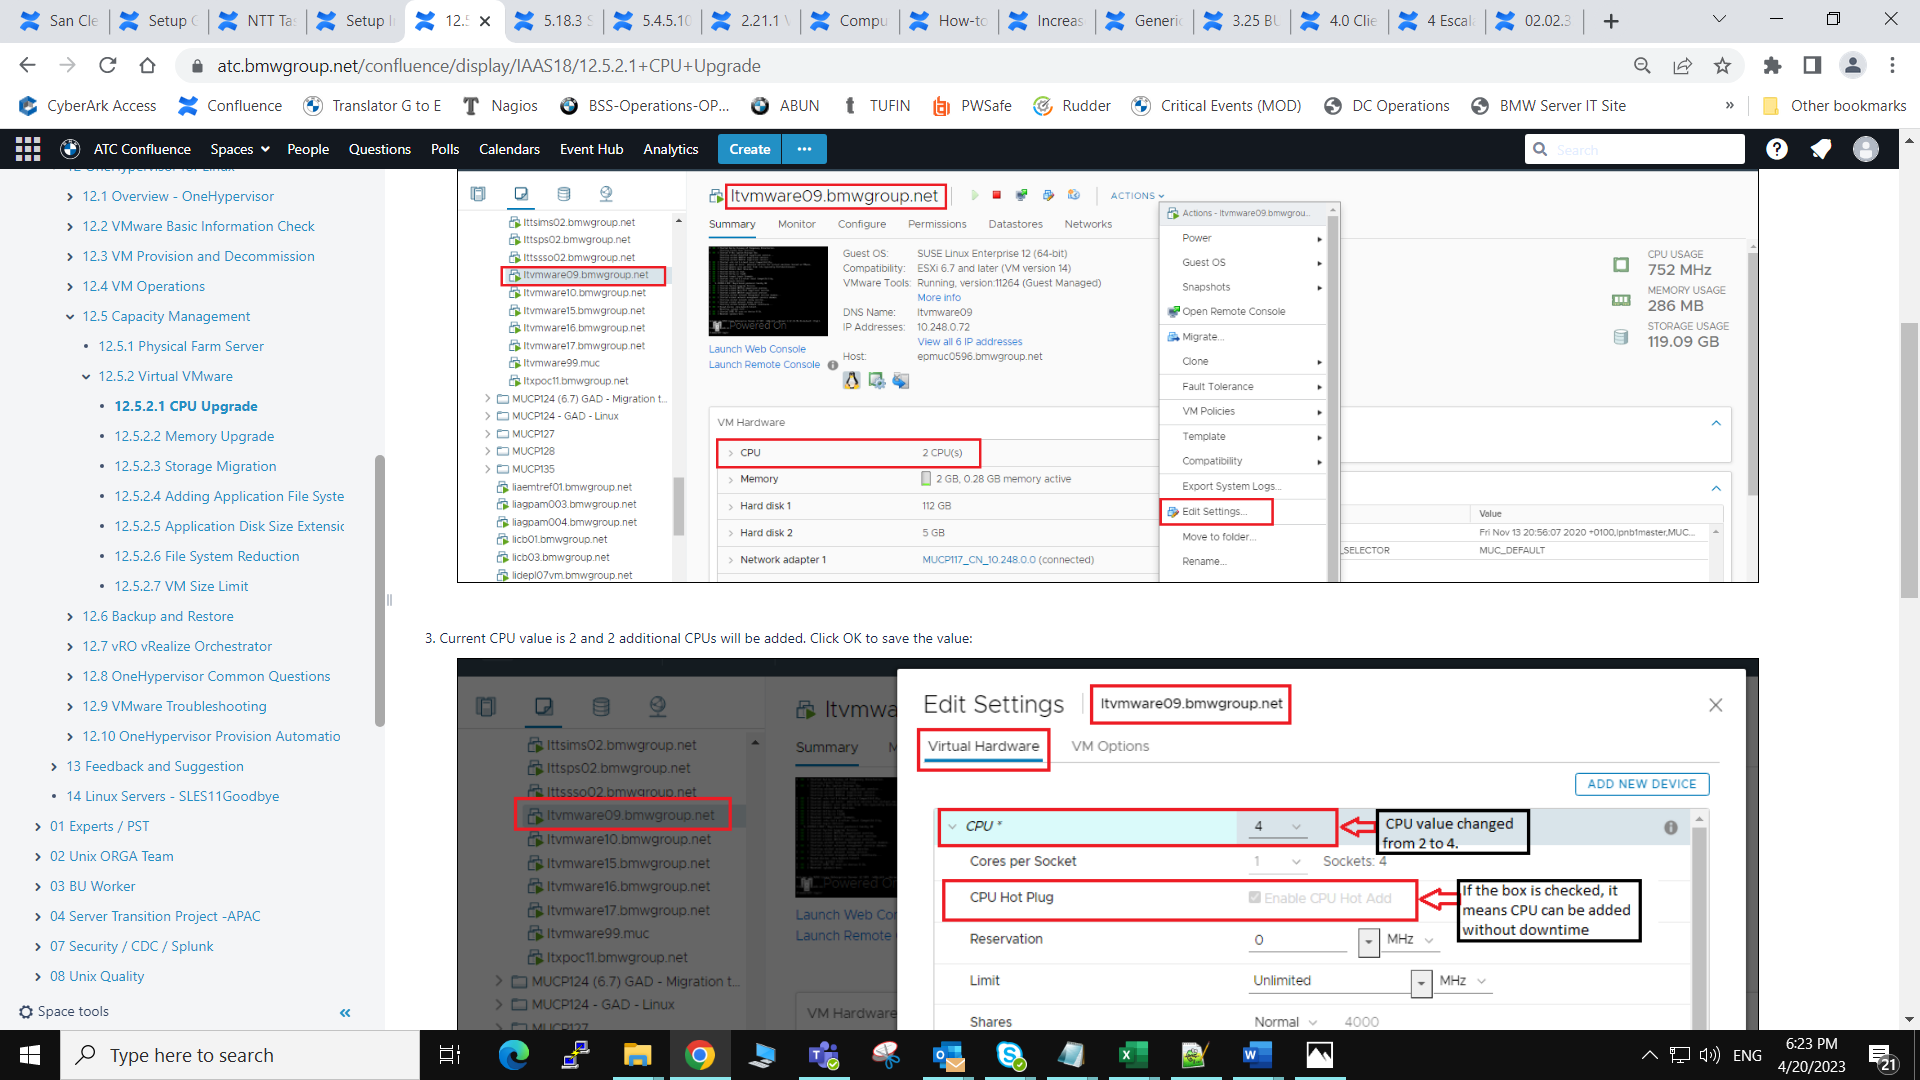 San Cle
Setup C
NTT Tas
Setup In
12.5
5.18.3 S
5.4.5.10
2.21.1 V
Compu
How-to
Increas
Generic
3.25 BU
4.0 Clie
4 Escala
02.02.3
atc.bmwgroup.net/confluence/display/IAAS18/12.5.2.1+CPU+Upgrade
CyberArk Access
Confluence
Translator G to E
Nagios
BSS-Operations-OP...
ABUN
TUFIN
PWSafe
Rudder
Critical Events (MOD)
DC Operations
BMW Server IT Site
»
Other bookmarks
ATC Confluence
Spaces
People
Questions
Polls
Calendars
Event Hub
Analytics
Create
···
Search
12 OneHypervisor for Linux
12.1 Overview - OneHypervisor
12.2 VMware Basic Information Check
12.3 VM Provision and Decommission
12.4 VM Operations
12.5 Capacity Management
12.5.1 Physical Farm Server
12.5.2 Virtual VMware
12.5.2.1 CPU Upgrade
12.5.2.2 Memory Upgrade
12.5.2.3 Storage Migration
12.5.2.4 Adding Application File Syste
12.5.2.5 Application Disk Size Extensic
12.5.2.6 File System Reduction
12.5.2.7 VM Size Limit
12.6 Backup and Restore
12.7 vRO vRealize Orchestrator
12.8 OneHypervisor Common Questions
12.9 VMware Troubleshooting
12.10 OneHypervisor Provision Automatio
13 Feedback and Suggestion
14 Linux Servers - SLES11Goodbye
01 Experts / PST
02 Unix ORGA Team
03 BU Worker
04 Server Transition Project -APAC
07 Security / CDC / Splunk
08 Unix Quality
Space tools
«
lttsims02.bmwgroup.net
lttsps02.bmwgroup.net
lttssso02.bmwgroup.net
ltvmware09.bmwgroup.net
ltvmware10.bmwgroup.net
ltvmware15.bmwgroup.net
ltvmware16.bmwgroup.net
ltvmware17.bmwgroup.net
ltvmware99.muc
ltxpoc11.bmwgroup.net
MUCP124 (6.7) GAD - Migration t...
MUCP124 - GAD - Linux
MUCP127
MUCP128
MUCP135
liaemtref01.bmwgroup.net
liagpam003.bmwgroup.net
liagpam004.bmwgroup.net
licb01.bmwgroup.net
licb03.bmwgroup.net
lidepl07vm.bmwgroup.net
ltvmware09.bmwgroup.net
ACTIONS
Summary
Monitor
Configure
Permissions
Datastores
Networks
Powered On
Launch Web Console
Launch Remote Console
Guest OS: SUSE Linux Enterprise 12 (64-bit)
Compatibility: ESXi 6.7 and later (VM version 14)
VMware Tools: Running, version:11264 (Guest Managed)
More info
DNS Name: ltvmware09
IP Addresses: 10.248.0.72
View all 6 IP addresses
Host: epmuc0596.bmwgroup.net
VM Hardware
CPU 2 CPU(s)
Memory 2 GB, 0.28 GB memory active
Hard disk 1 112 GB
Hard disk 2 5 GB
Network adapter 1 MUCP117_CN_10.248.0.0 (connected)
Actions - ltvmware09.bmwgrou...
Power
Guest OS
Snapshots
Open Remote Console
Migrate...
Clone
Fault Tolerance
VM Policies
Template
Compatibility
Export System Logs...
Edit Settings...
Move to folder...
Rename...
CPU USAGE
752 MHz
MEMORY USAGE
286 MB
STORAGE USAGE
119.09 GB
Value
Fri Nov 13 20:56:07 2020 +0100,lpnb1master,MUC...
_SELECTOR MUC_DEFAULT
3. Current CPU value is 2 and 2 additional CPUs will be added. Click OK to save the value:
lttsims02.bmwgroup.net
lttsps02.bmwgroup.net
lttssso02.bmwgroup.net
ltvmware09.bmwgroup.net
ltvmware10.bmwgroup.net
ltvmware15.bmwgroup.net
ltvmware16.bmwgroup.net
ltvmware17.bmwgroup.net
ltvmware99.muc
ltxpoc11.bmwgroup.net
MUCP124 (6.7) GAD - Migration t...
MUCP124 - GAD - Linux
MUCP127
ltvmwa
Summary
M
Powered On
Launch Web Cor
Launch Remote
VM Hardware
Edit Settings
ltvmware09.bmwgroup.net
Virtual Hardware
VM Options
ADD NEW DEVICE
CPU * 4
CPU value changed
from 2 to 4.
Cores per Socket 1 Sockets: 4
CPU Hot Plug Enable CPU Hot Add
If the box is checked, it
means CPU can be added
without downtime
Reservation 0 MHz
Limit Unlimited MHz
Shares Normal 4000
Type here to search
ENG
6:23 PM
4/20/2023
21